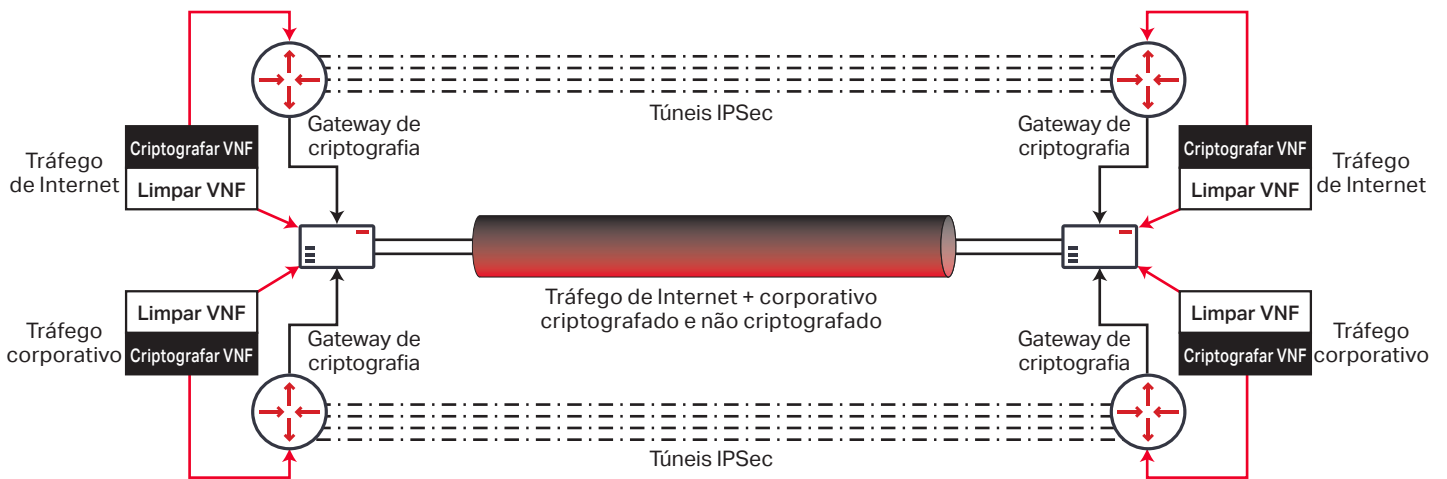 Túneis IPSec
Gateway de
criptografia
Gateway de
criptografia
Tráfego
de Internet
Criptografar VNF
Limpar VNF
Criptografar VNF
Limpar VNF
Tráfego
de Internet
Tráfego de Internet + corporativo
criptografado e não criptografado
Tráfego
corporativo
Limpar VNF
Criptografar VNF
Gateway de
criptografia
Gateway de
criptografia
Limpar VNF
Criptografar VNF
Tráfego
corporativo
Túneis IPSec